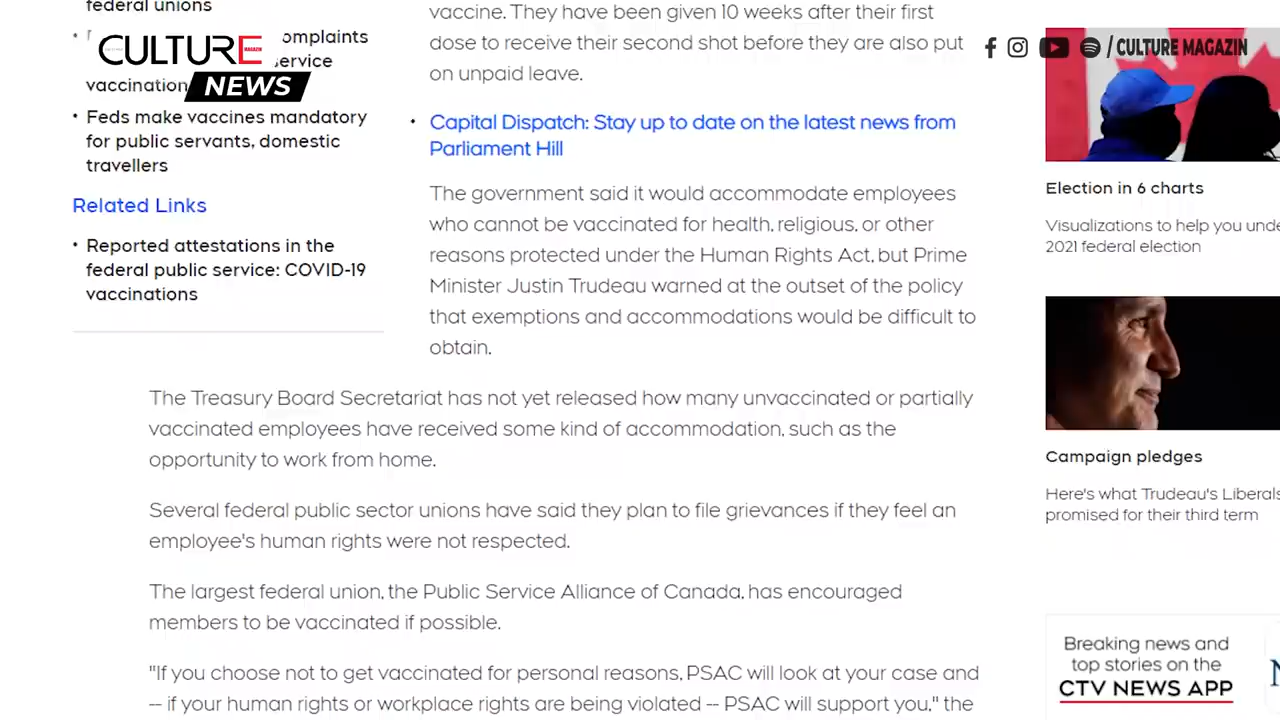 federal unions
omplaints
ervice
vaccination
• Feds make vaccines mandatory
for public servants, domestic
travellers
Related Links
• Reported attestations in the
federal public service: COVID-19
vaccinations
CULTURE
MAGAZIN
NEWS
vaccine. They have been given 10 weeks after their first
dose to receive their second shot before they are also put
on unpaid leave.
• Capital Dispatch: Stay up to date on the latest news from
Parliament Hill
The government said it would accommodate employees
who cannot be vaccinated for health, religious, or other
reasons protected under the Human Rights Act, but Prime
Minister Justin Trudeau warned at the outset of the policy
that exemptions and accommodations would be difficult to
obtain.
The Treasury Board Secretariat has not yet released how many unvaccinated or partially
vaccinated employees have received some kind of accommodation, such as the
opportunity to work from home.
Several federal public sector unions have said they plan to file grievances if they feel an
employee's human rights were not respected.
The largest federal union, the Public Service Alliance of Canada, has encouraged
members to be vaccinated if possible.
"If you choose not to get vaccinated for personal reasons, PSAC will look at your case and
-- if your human rights or workplace rights are being violated -- PSAC will support you," the
/ CULTURE MAGAZIN
Election in 6 charts
Visualizations to help you unde
2021 federal election
Campaign pledges
Here's what Trudeau's Liberals
promised for their third term
Breaking news and
top stories on the
CTV NEWS APP